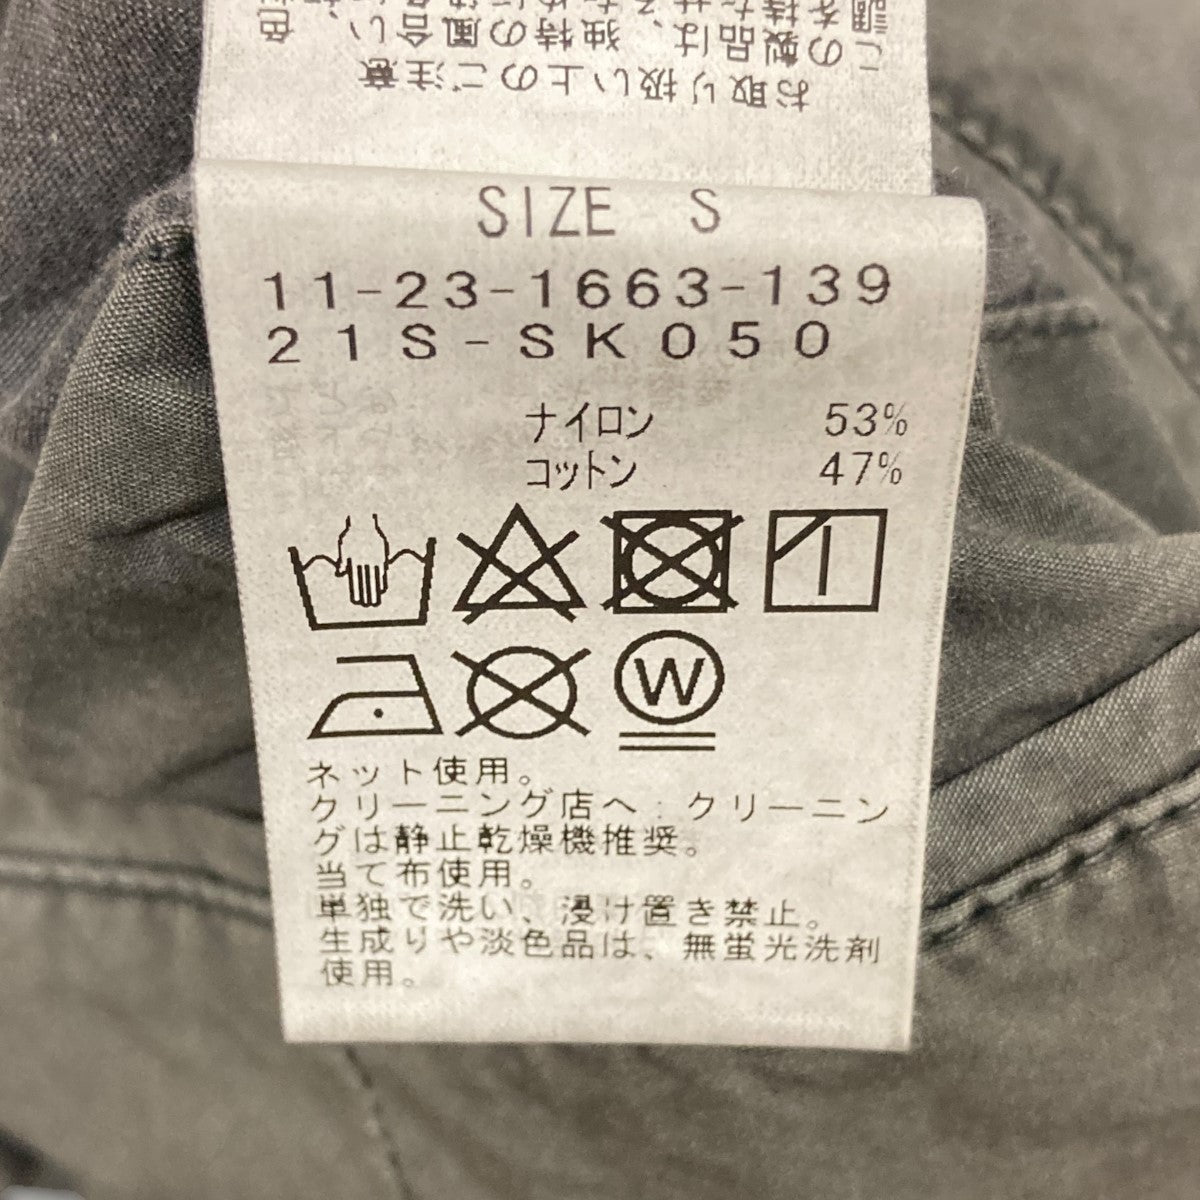 この製品は、独特の風合い
お取り扱い上のご注意
SIZE S
11-23-1663-139
21S-SK050
ナイロン 53%
コットン 47%
W
ネット使用。
クリーニング店へ:クリーニン
グは静止乾燥機推奨。
当て布使用。
単独で洗い、浸け置き禁止。
生成りや淡色品は、無蛍光洗剤
使用。